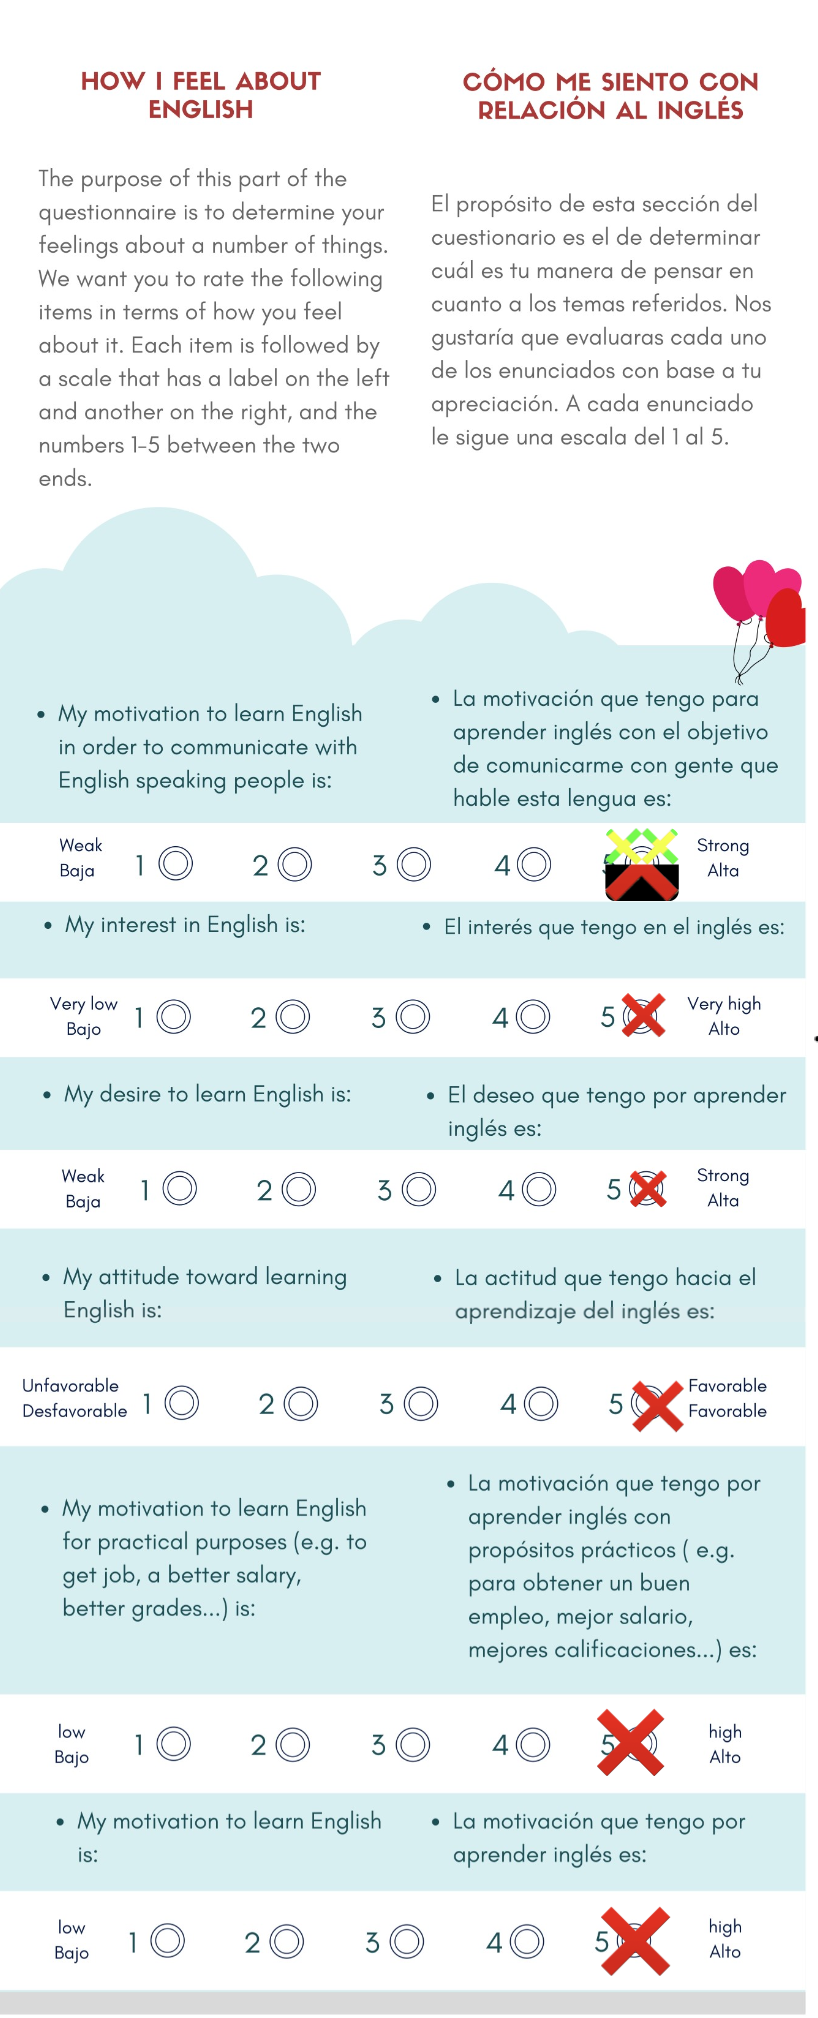 HOW I FEEL ABOUT
ENGLISH
The purpose of this part of the
questionnaire is to determine your
feelings about a number of things.
We want you to rate the following
items in terms of how you feel
about it. Each item is followed by
a scale that has a label on the left
and another on the right, and the
numbers 1-5 between the two
ends.
CÓMO ME SIENTO CON
RELACIÓN AL INGLÉS
El propósito de esta sección del
cuestionario es el de determinar
cuál es tu manera de pensar en
cuanto a los temas referidos. Nos
gustaría que evaluaras cada uno
de los enunciados con base a tu
apreciación. A cada enunciado
le sigue una escala del 1 al 5.
• My motivation to learn English
in order to communicate with
English speaking people is:
• La motivación que tengo para
aprender inglés con el objetivo
de comunicarme con gente que
hable esta lengua es:
Weak
Baja
1 2 3 4
Strong
Alta
• My interest in English is:
• El interés que tengo en el inglés es:
Very low
Bajo
1 2 3 4 5
Very high
Alto
• My desire to learn English is:
• El deseo que tengo por aprender
inglés es:
Weak
Baja
1 2 3 4 5
Strong
Alta
• My attitude toward learning
English is:
• La actitud que tengo hacia el
aprendizaje del inglés es:
Unfavorable
Desfavorable
1 2 3 4 5
Favorable
Favorable
• My motivation to learn English
for practical purposes (e.g. to
get job, a better salary,
better grades...) is:
• La motivación que tengo por
aprender inglés con
propósitos prácticos ( e.g.
para obtener un buen
empleo, mejor salario,
mejores calificaciones...) es:
low
Bajo
1 2 3 4 5
high
Alto
• My motivation to learn English
is:
• La motivación que tengo por
aprender inglés es:
low
Bajo
1 2 3 4 5
high
Alto